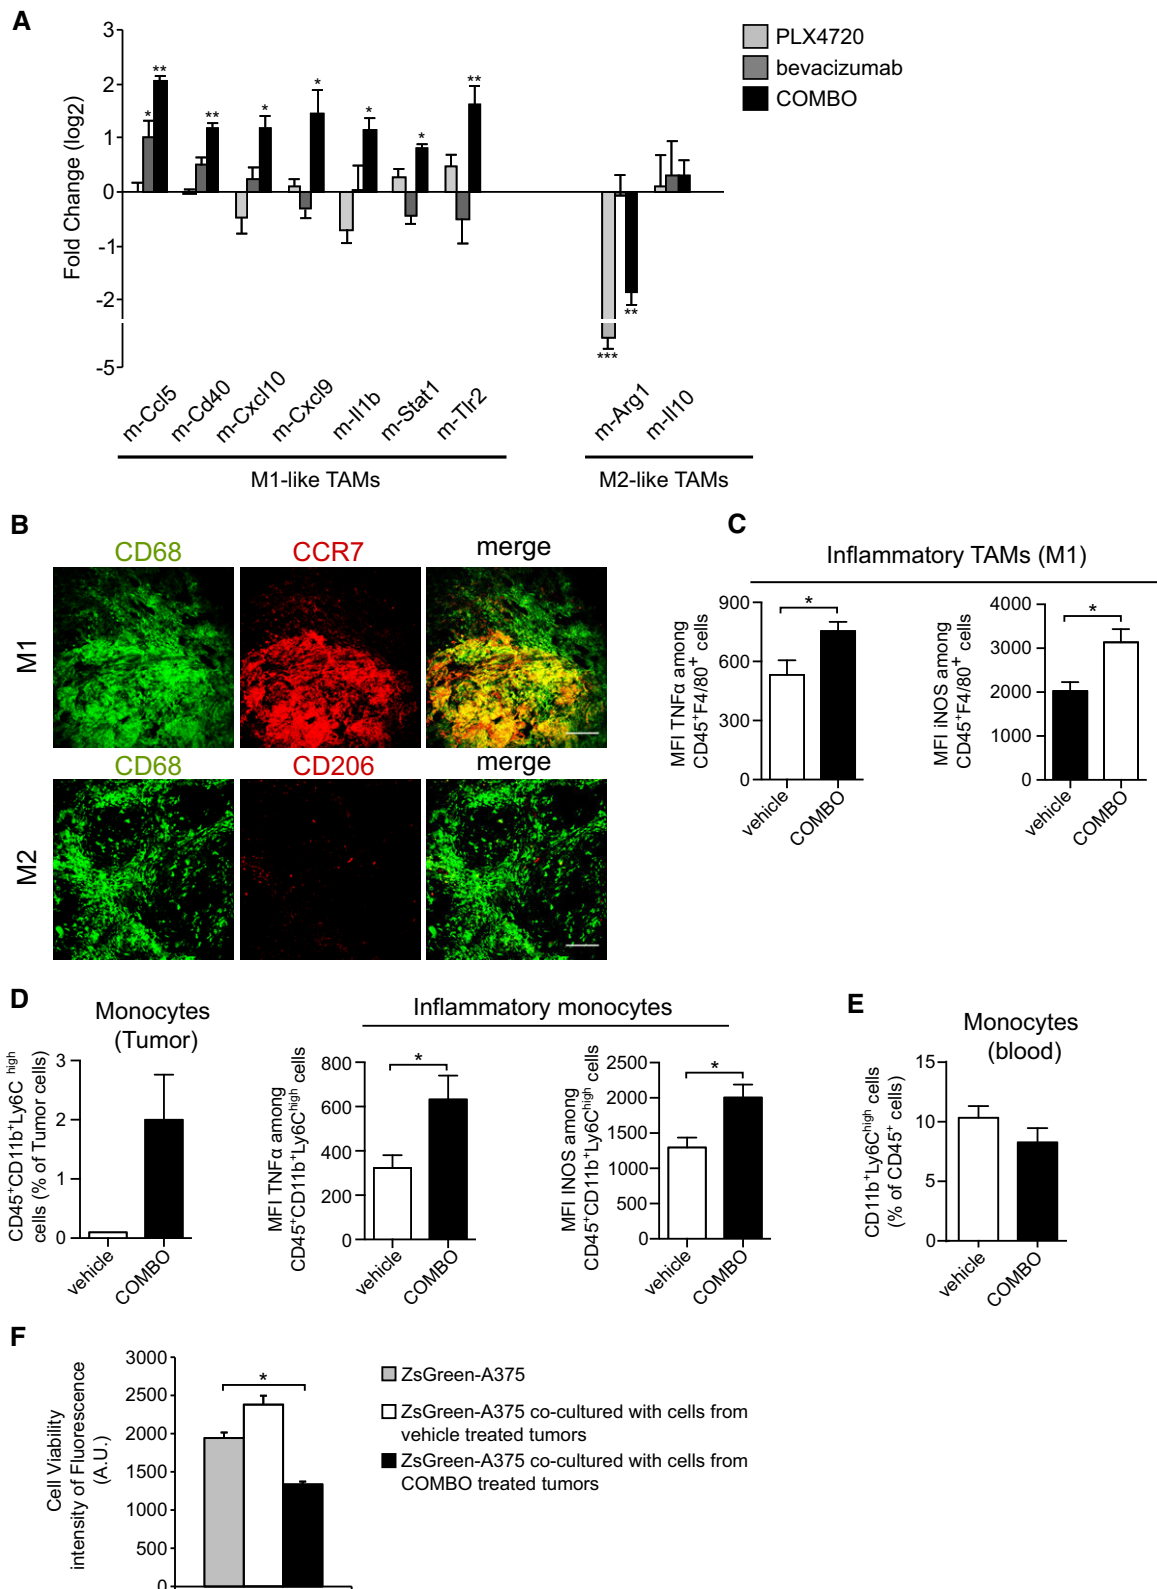 A
3
2
1
0
-1
-2
-5
Fold Change (log2)
PLX4720
bevacizumab
COMBO
*
**
**
*
*
*
*
**
***
**
m-Ccl5
m-Cd40
m-Cxcl10
m-Cxcl9
m-Il1b
m-Stat1
m-Tlr2
m-Arg1
m-Il10
M1-like TAMs
M2-like TAMs
B
CD68
CCR7
merge
M1
CD68
CD206
merge
M2
C
Inflammatory TAMs (M1)
MFI TNFα among
CD45+F4/80+ cells
900
600
300
0
*
vehicle
COMBO
MFI iNOS among
CD45+F4/80+ cells
4000
3000
2000
1000
0
*
vehicle
COMBO
D
Monocytes
(Tumor)
CD45+CD11b+Ly6C high
cells (% of Tumor cells)
3
2
1
0
vehicle
COMBO
Inflammatory monocytes
MFI TNFα among
CD45+CD11b+Ly6Chigh cells
800
600
400
200
0
*
vehicle
COMBO
MFI INOS among
CD45+CD11b+Ly6Chigh cells
2500
2000
1500
1000
500
0
*
vehicle
COMBO
E
Monocytes
(blood)
CD11b+Ly6Chigh cells
(% of CD45+ cells)
15
10
5
0
vehicle
COMBO
F
Cell Viability
intensity of Fluorescence
(A.U.)
3000
2500
2000
1500
1000
500
0
*
ZsGreen-A375
ZsGreen-A375 co-cultured with cells from
vehicle treated tumors
ZsGreen-A375 co-cultured with cells from
COMBO treated tumors